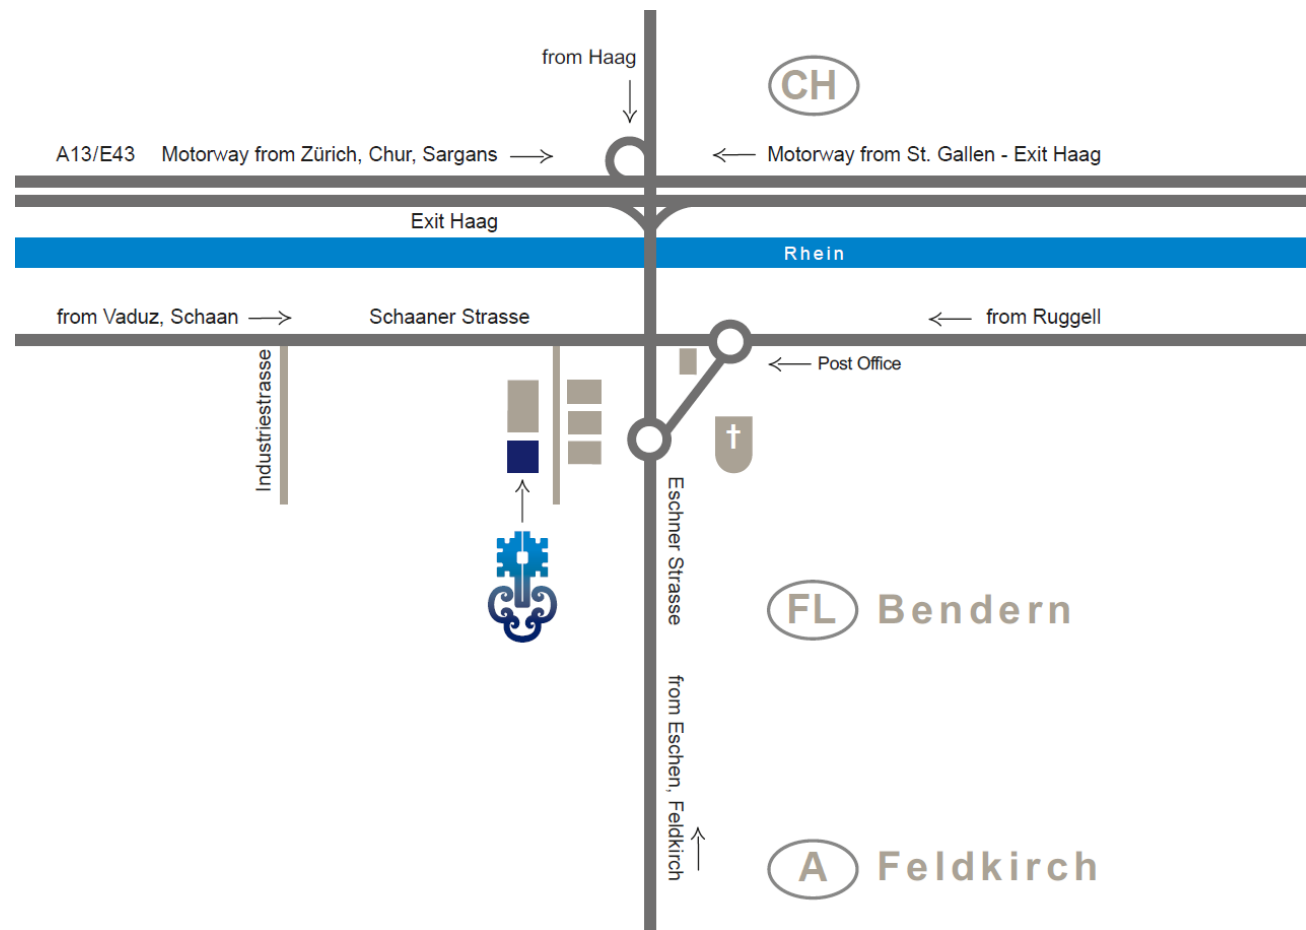 from Haag
CH
A13/E43 Motorway from Zürich, Chur, Sargans
Motorway from St. Gallen - Exit Haag
Exit Haag
Rhein
from Vaduz, Schaan
Schaaner Strasse
from Ruggell
Post Office
Industriestrasse
Eschner Strasse
FL Bendern
from Eschen, Feldkirch
A Feldkirch